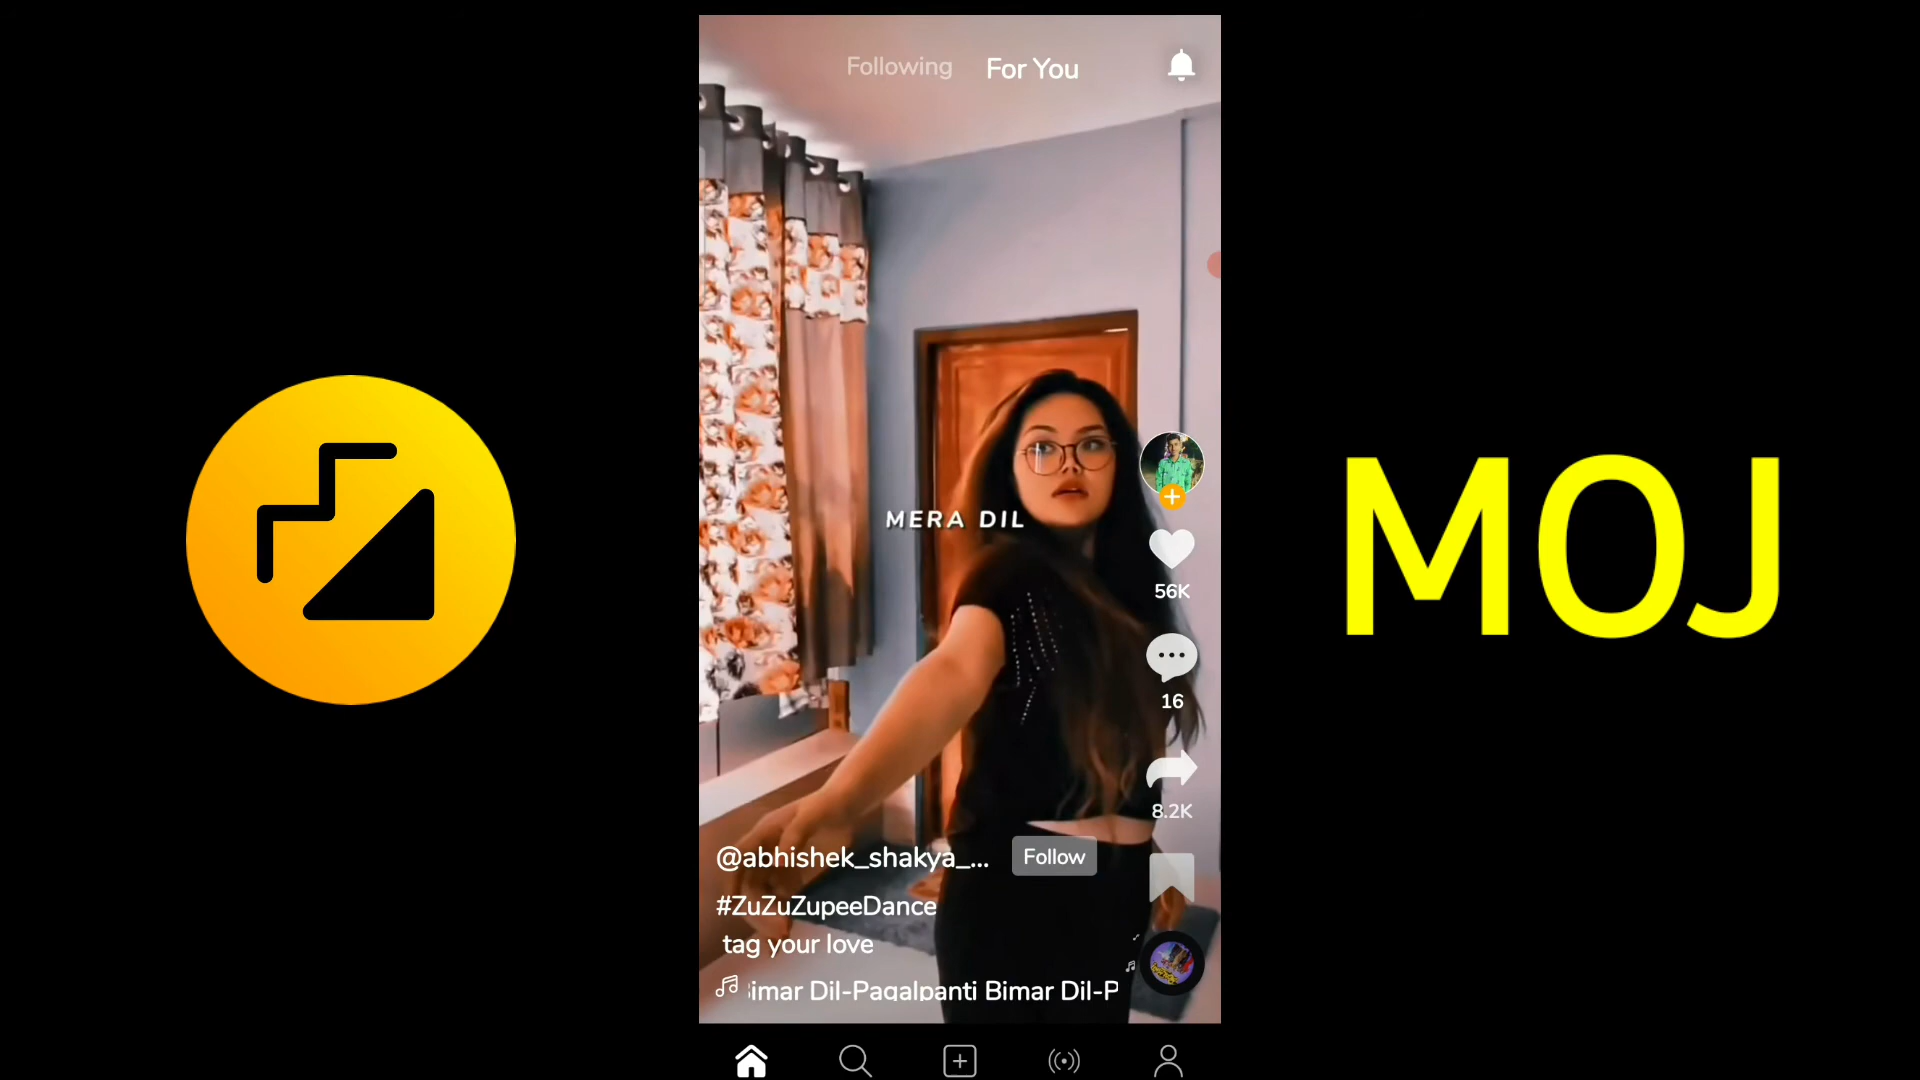 Following For You
MERA DIL
56K
16
8.2K
@abhishek_shakya_... Follow
#ZuZuZupeeDance
tag your love
imar Dil-Pagalpanti Bimar Dil-P
MOJ